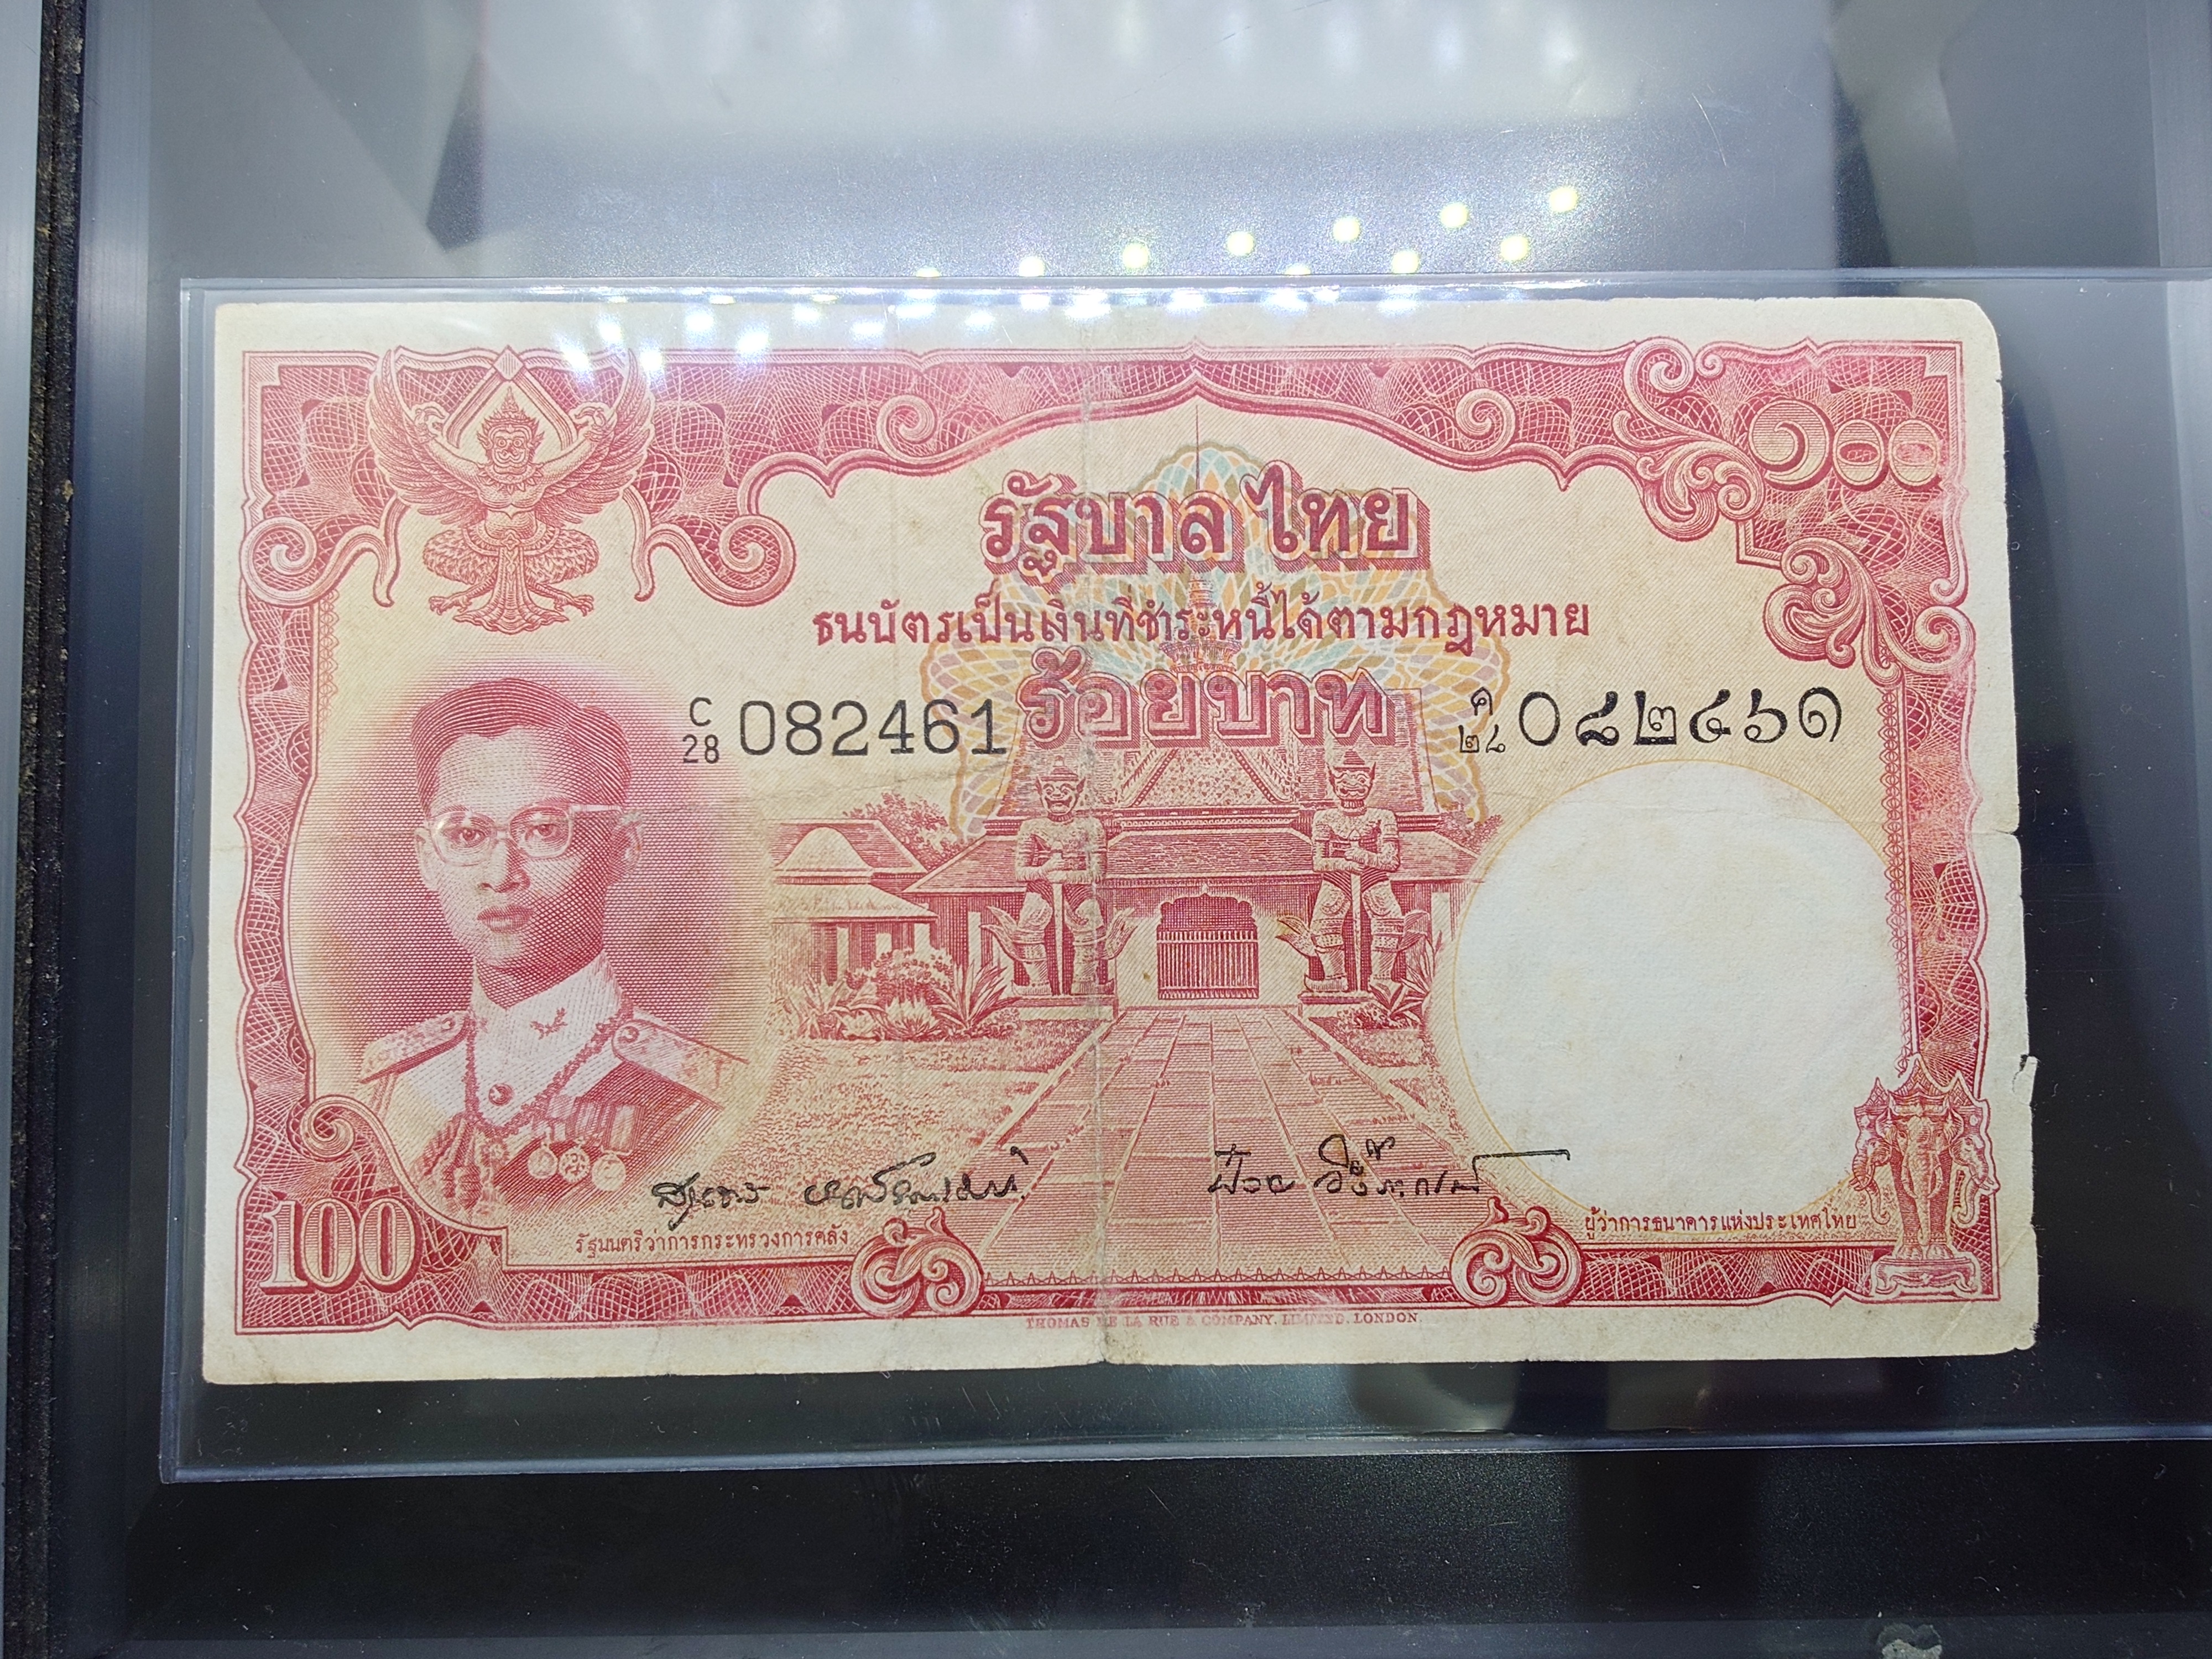 ๑๐๐
รัฐบาลไทย
ธนบัตรเป็นเงินที่ชำระหนี้ได้ตามกฎหมาย
ร้อยบาท
C
28 082461
ค
๒๘ ๐๘๒๔๖๑
รัฐมนตรีว่าการกระทรวงการคลัง
ผู้ว่าการธนาคารแห่งประเทศไทย
100
THOMAS DE LA RUE & COMPANY, LIMITED, LONDON.